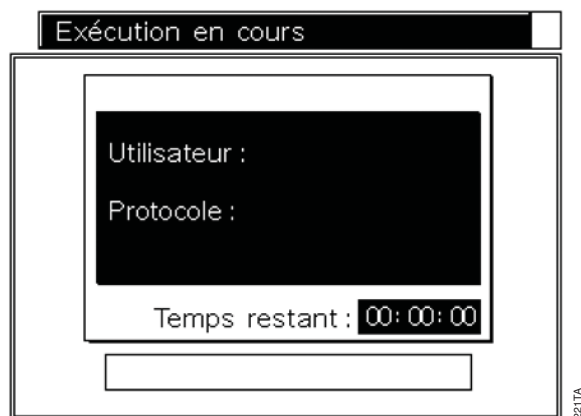 Exécution en cours
Utilisateur :
Protocole :
Temps restant : 00:00:00